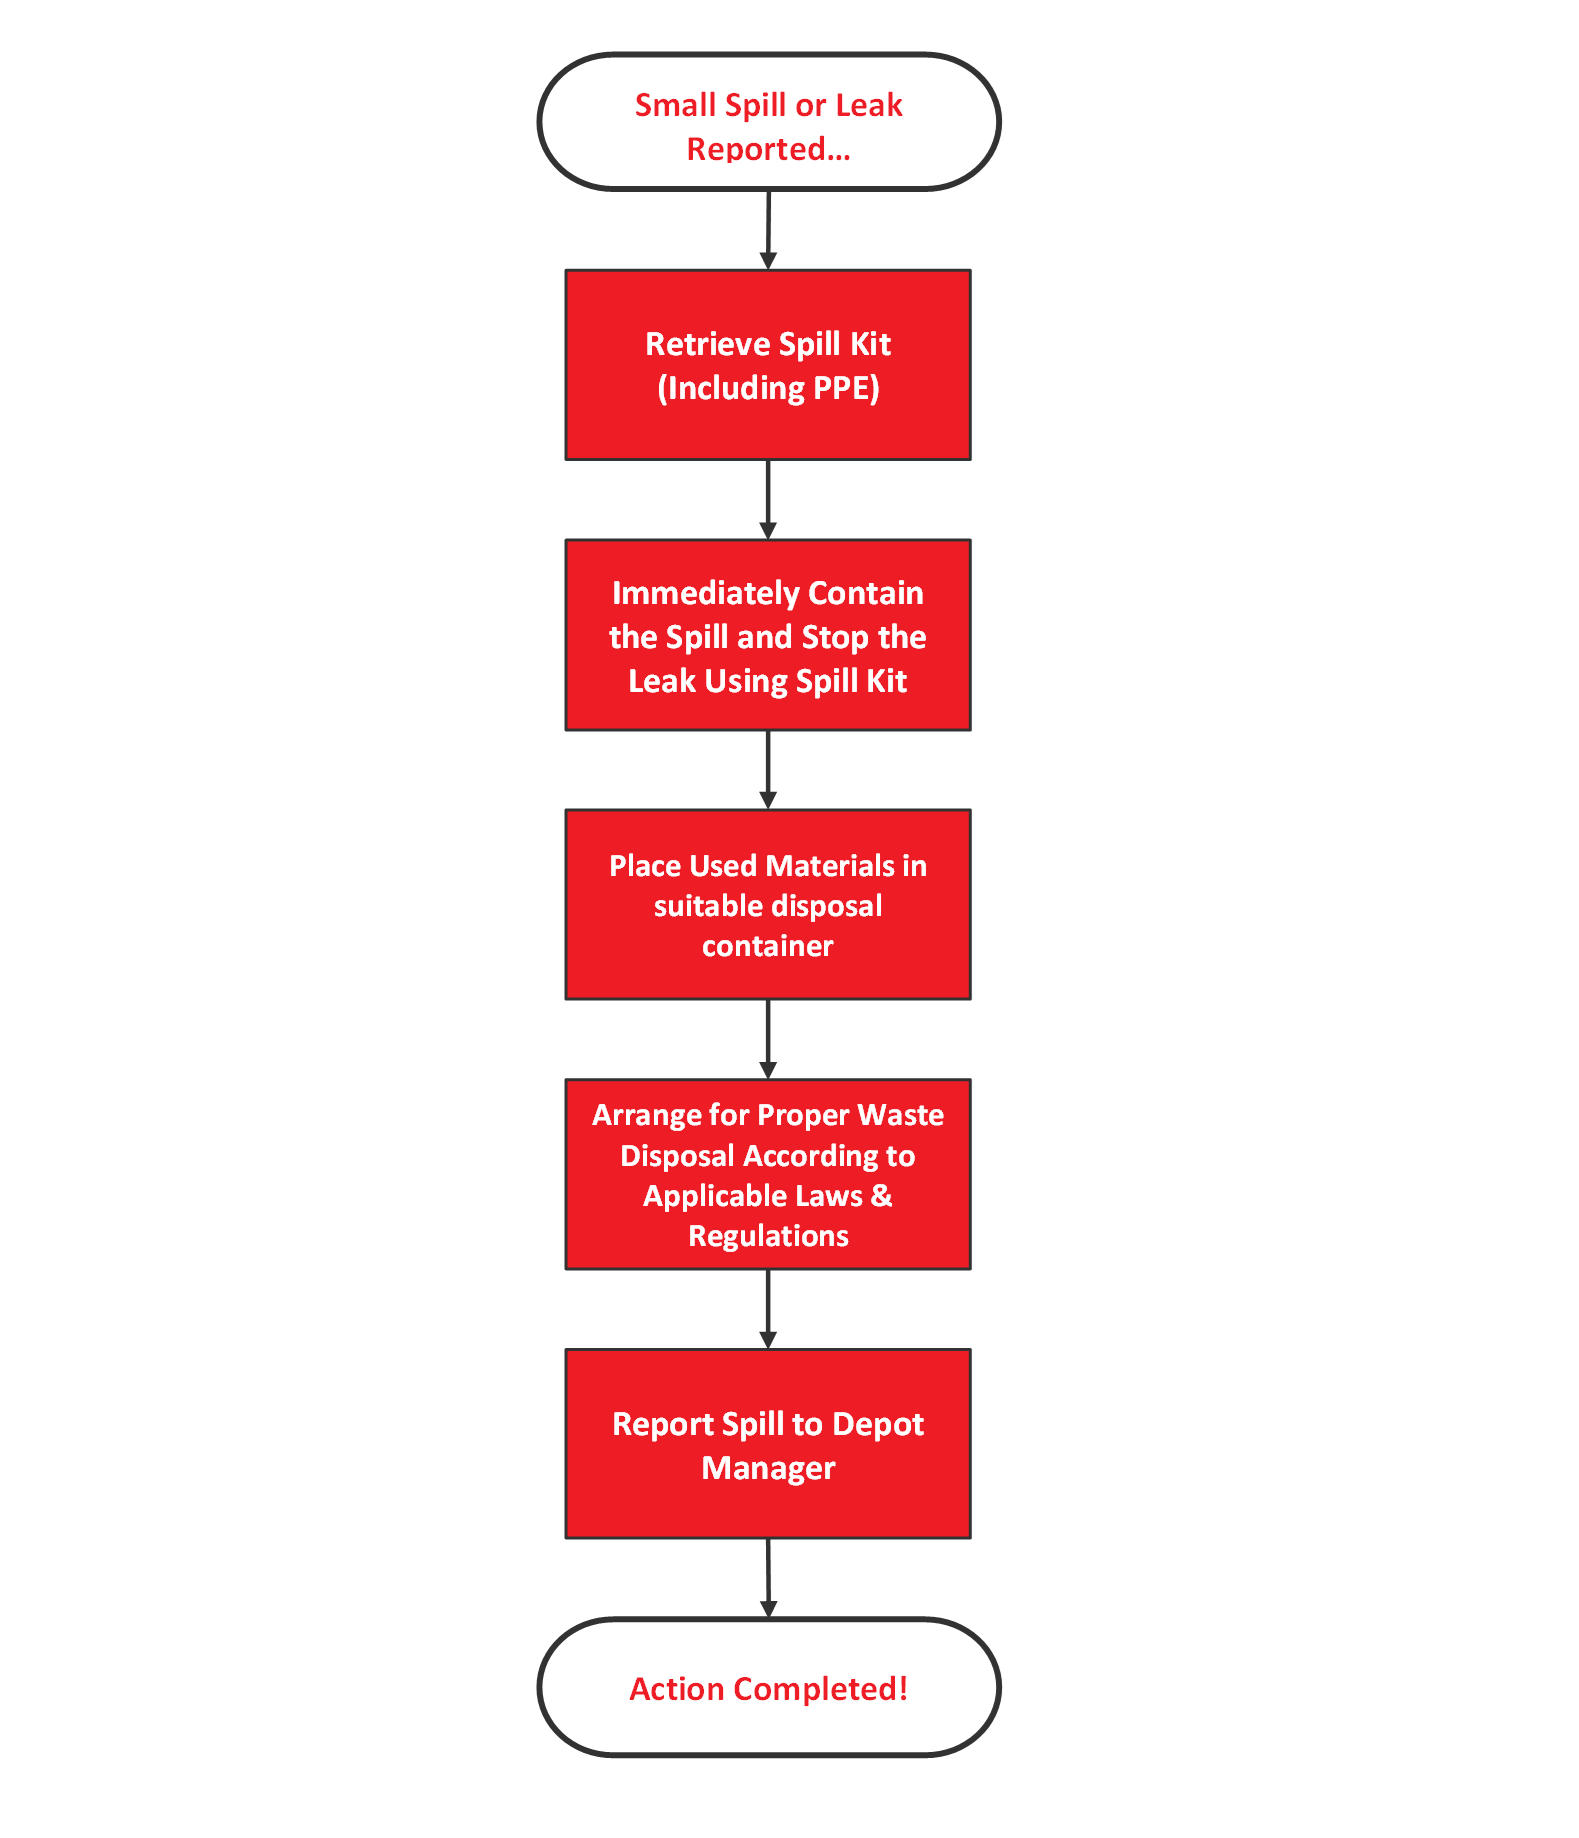 Small Spill or Leak
Reported...
Retrieve Spill Kit
(Including PPE)
Immediately Contain
the Spill and Stop the
Leak Using Spill Kit
Place Used Materials in
suitable disposal
container
Arrange for Proper Waste
Disposal According to
Applicable Laws &
Regulations
Report Spill to Depot
Manager
Action Completed!